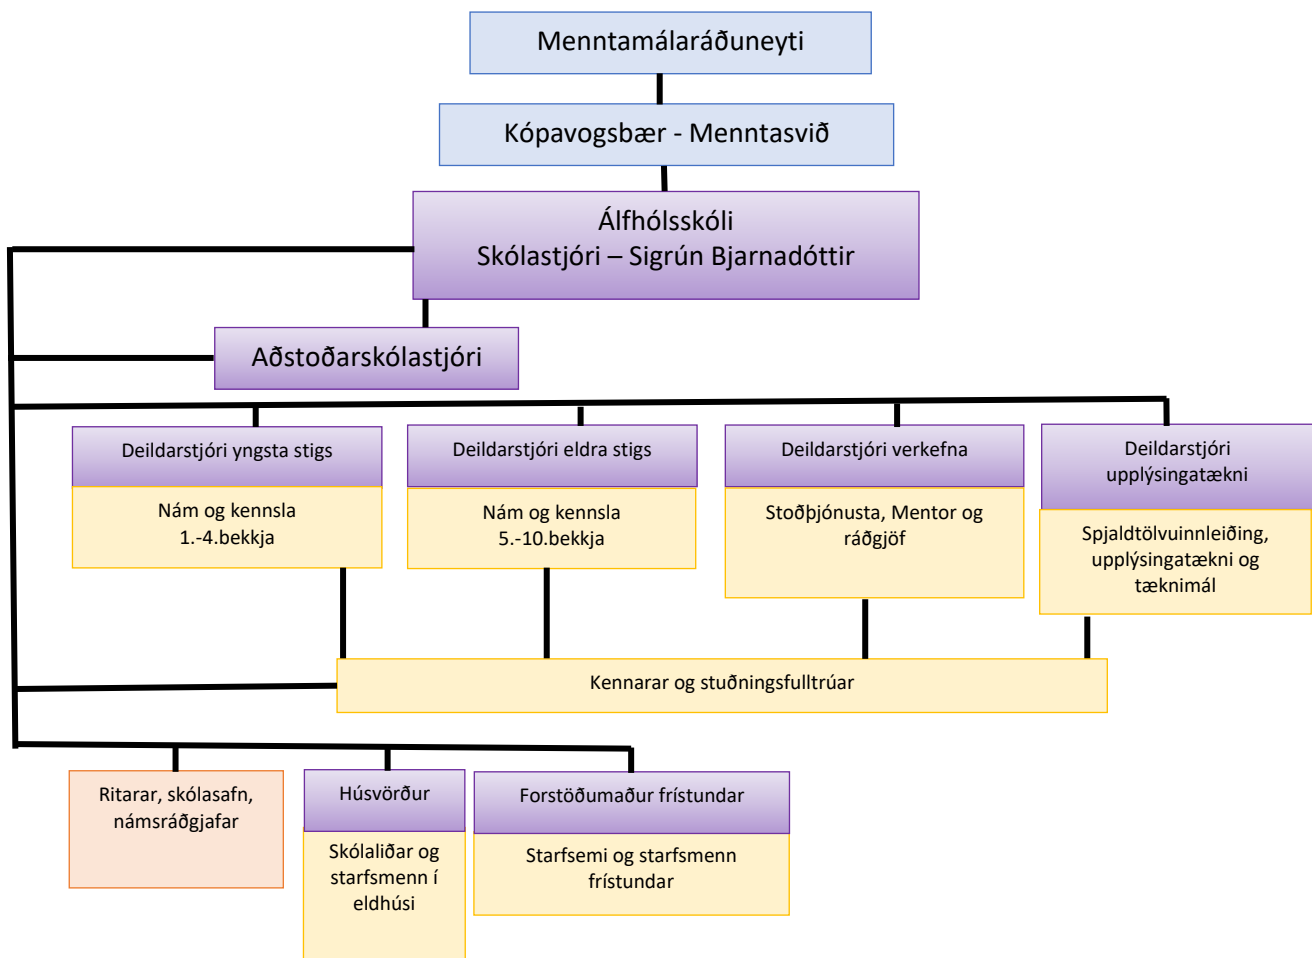 Menntamálaráðuneyti
Kópavogsbær - Menntasvið
Álfhólsskóli
Skólastjóri – Sigrún Bjarnadóttir
Aðstoðarskólastjóri
Deildarstjóri yngsta stigs
Nám og kennsla
1.-4.bekkja
Deildarstjóri eldra stigs
Nám og kennsla
5.-10.bekkja
Deildarstjóri verkefna
Stoðþjónusta, Mentor og
ráðgjöf
Deildarstjóri
upplýsingatækni
Spjaldtölvuinnleiðing,
upplýsingatækni og
tæknimál
Kennarar og stuðningsfulltrúar
Ritarar, skólasafn,
námsráðgjafar
Húsvörður
Skólaliðar og
starfsmenn í
eldhúsi
Forstöðumaður frístundar
Starfsemi og starfsmenn
frístundar